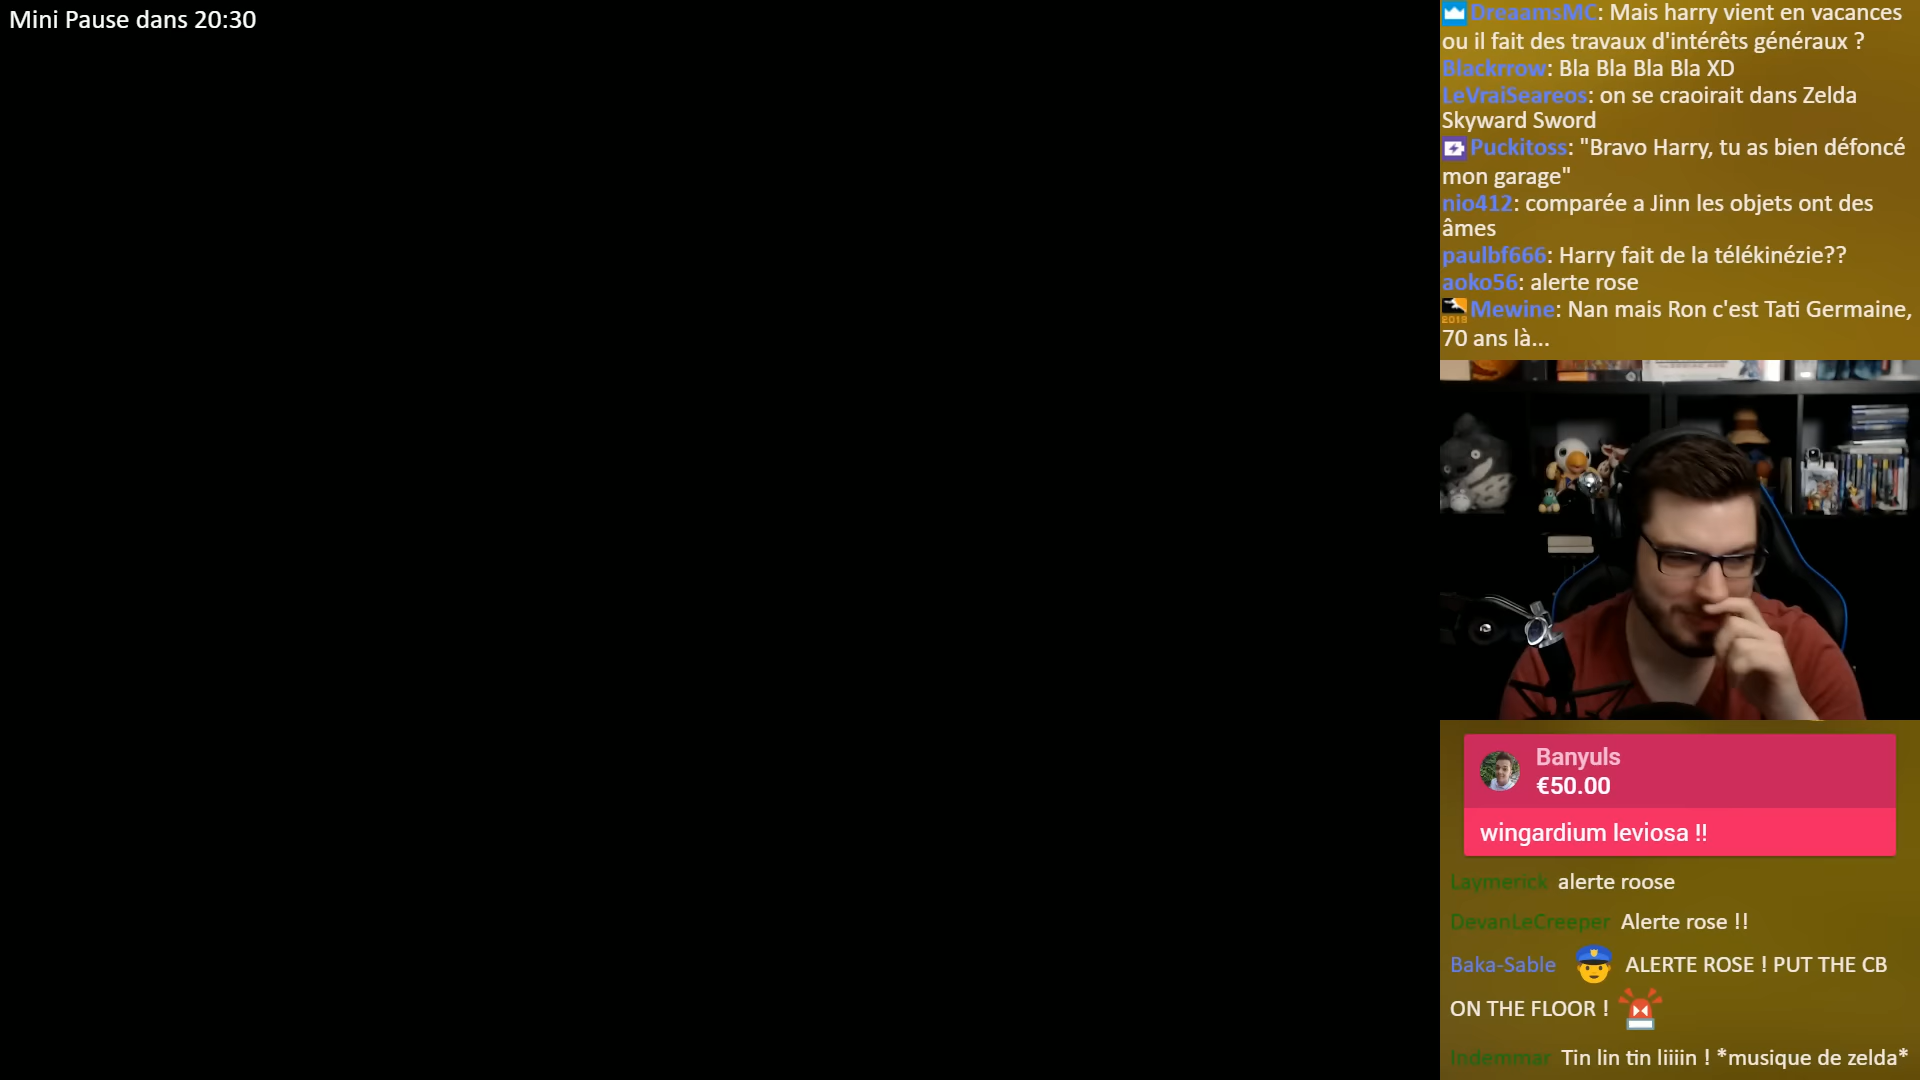 Mini Pause dans 20:30
DreaamsMC: Mais harry vient en vacances
ou il fait des travaux d'intérêts généraux ?
Blackrrow: Bla Bla Bla Bla XD
LeVraiSeareos: on se craoirait dans Zelda
Skyward Sword
Puckitoss: "Bravo Harry, tu as bien défoncé
mon garage"
nio412: comparée a Jinn les objets ont des
âmes
paulbf666: Harry fait de la télékinézie??
aoko56: alerte rose
2018 Mewine: Nan mais Ron c'est Tati Germaine,
70 ans là...
Banyuls
€50.00
wingardium leviosa !!
Laymerick alerte roose
DevanLeCreeper Alerte rose !!
Baka-Sable ALERTE ROSE ! PUT THE CB
ON THE FLOOR !
Indemmar Tin lin tin liiiin ! *musique de zelda*